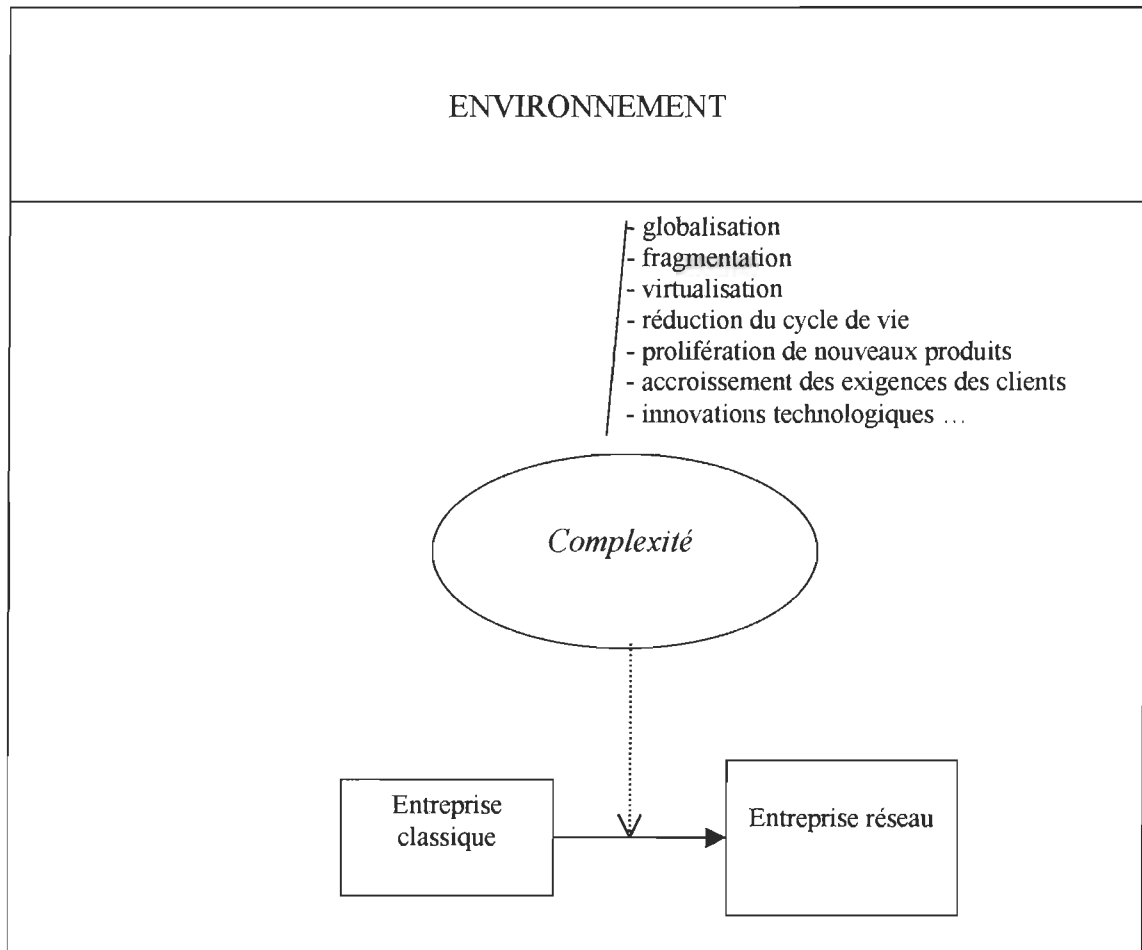 ENVIRONNEMENT
- globalisation
- fragmentation
- virtualisation
- réduction du cycle de vie
- prolifération de nouveaux produits
- accroissement des exigences des clients
- innovations technologiques ...
Complexité
Entreprise
classique
Entreprise réseau